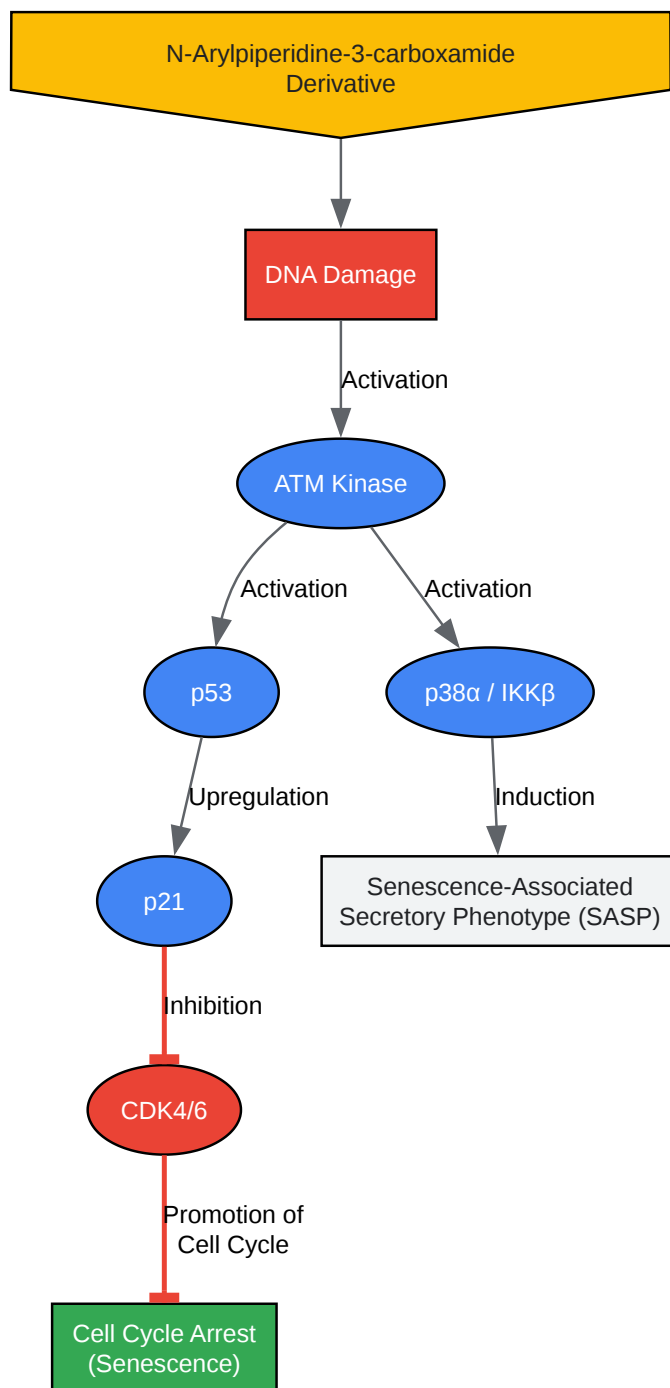 N-Arylpiperidine-3-carboxamide
Derivative
DNA Damage
Activation
ATM Kinase
Activation
Activation
p53
p38α / IKKβ
Upregulation
Induction
p21
Senescence-Associated
Secretory Phenotype (SASP)
Inhibition
CDK4/6
Promotion of
Cell Cycle
Cell Cycle Arrest
(Senescence)